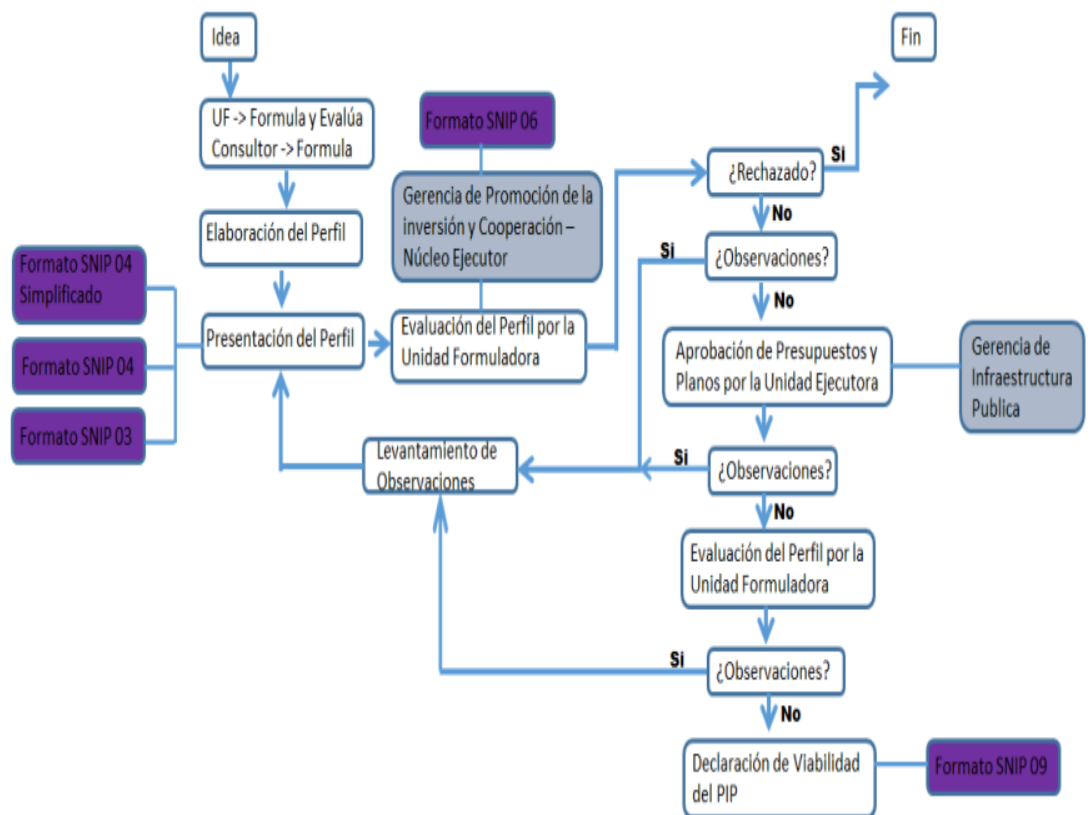 Idea
UF -> Formula y Evalúa
Consultor -> Formula
Elaboración del Perfil
Formato SNIP 04
Simplificado
Formato SNIP 04
Formato SNIP 03
Presentación del Perfil
Formato SNIP 06
Gerencia de Promoción de la
inversión y Cooperación –
Núcleo Ejecutor
Evaluación del Perfil por la
Unidad Formuladora
Levantamiento de
Observaciones
Fin
¿Rechazado?
Si
No
¿Observaciones?
Si
No
Aprobación de Presupuestos y
Planos por la Unidad Ejecutora
Gerencia de
Infraestructura
Publica
¿Observaciones?
Si
No
Evaluación del Perfil por la
Unidad Formuladora
¿Observaciones?
Si
No
Declaración de Viabilidad
del PIP
Formato SNIP 09